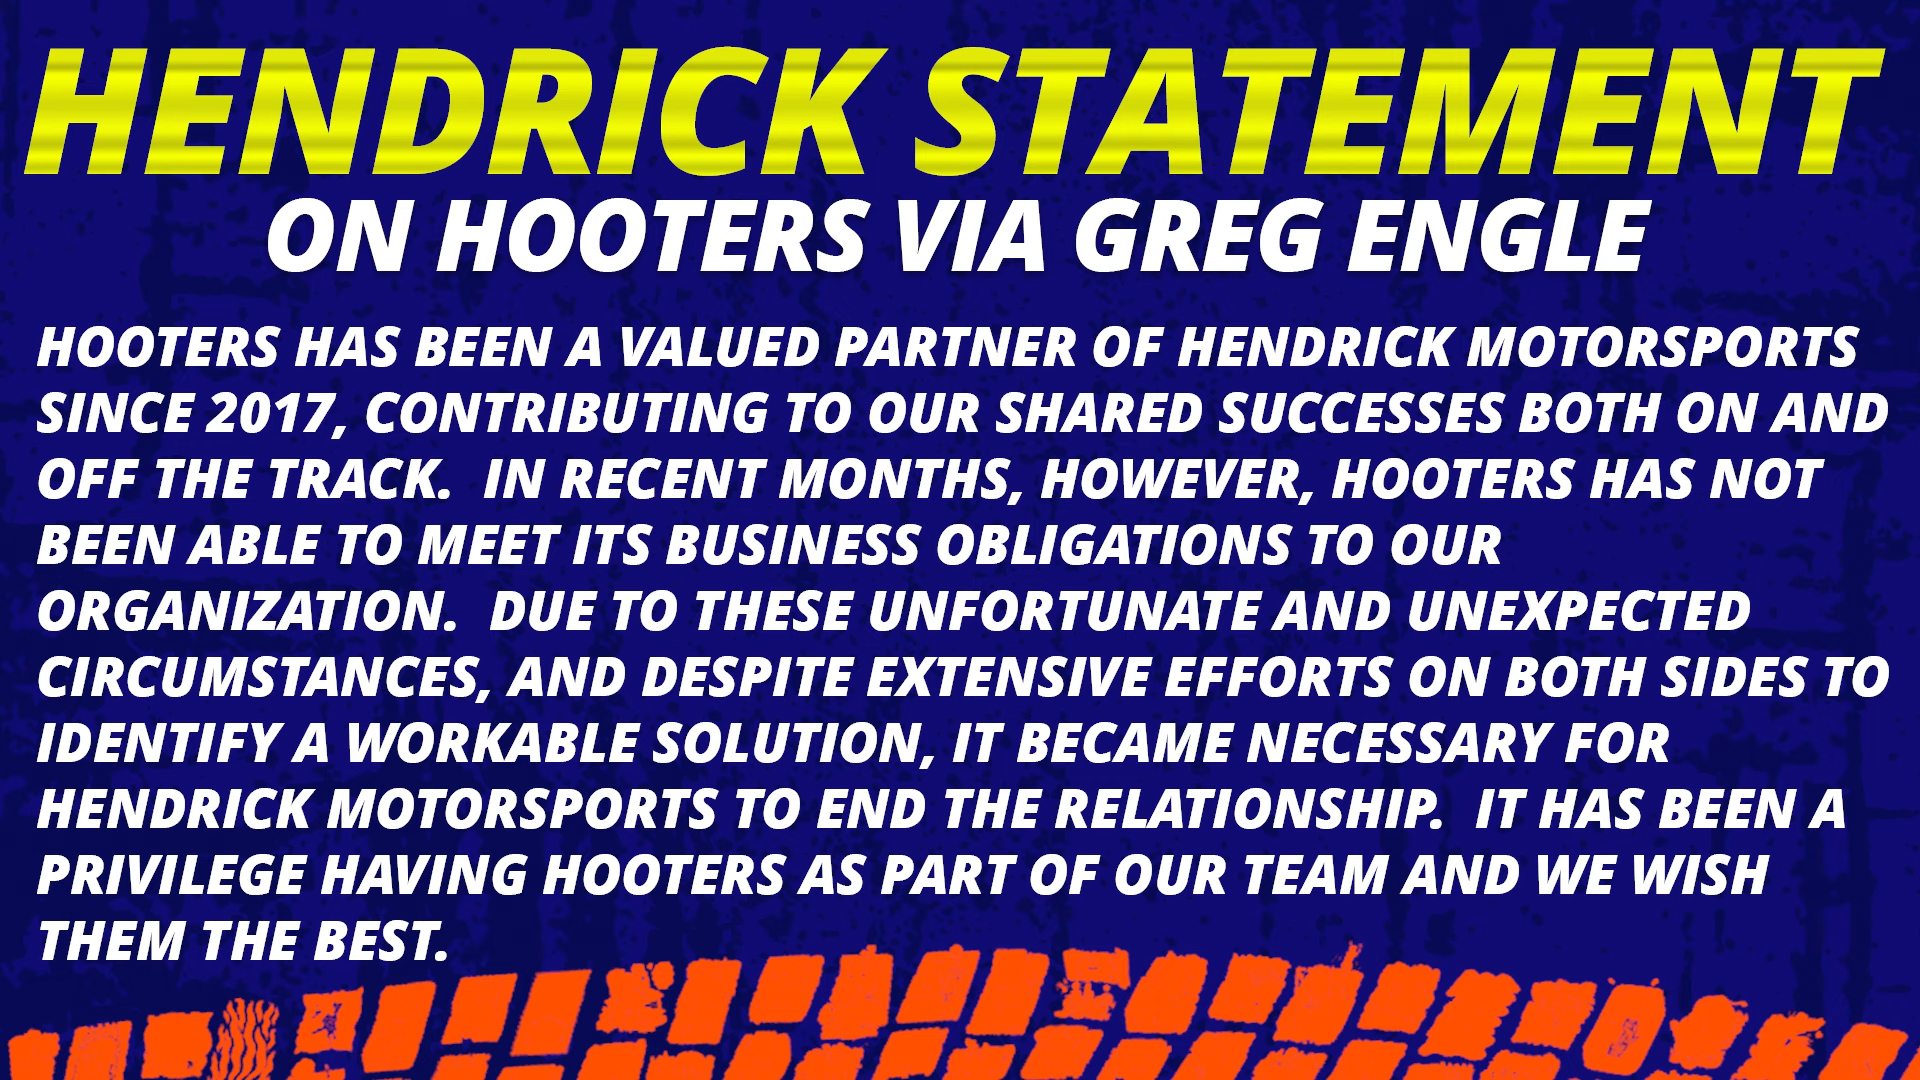 HENDRICK STATEMENT
ON HOOTERS VIA GREG ENGLE
HOOTERS HAS BEEN A VALUED PARTNER OF HENDRICK MOTORSPORTS
SINCE 2017, CONTRIBUTING TO OUR SHARED SUCCESSES BOTH ON AND
OFF THE TRACK.  IN RECENT MONTHS, HOWEVER, HOOTERS HAS NOT
BEEN ABLE TO MEET ITS BUSINESS OBLIGATIONS TO OUR
ORGANIZATION.  DUE TO THESE UNFORTUNATE AND UNEXPECTED
CIRCUMSTANCES, AND DESPITE EXTENSIVE EFFORTS ON BOTH SIDES TO
IDENTIFY A WORKABLE SOLUTION, IT BECAME NECESSARY FOR
HENDRICK MOTORSPORTS TO END THE RELATIONSHIP.  IT HAS BEEN A
PRIVILEGE HAVING HOOTERS AS PART OF OUR TEAM AND WE WISH
THEM THE BEST.